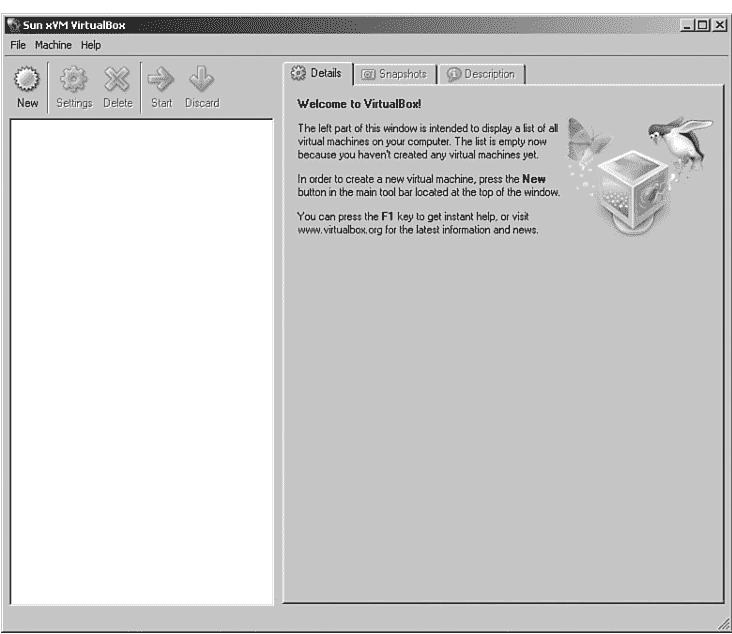 Sun xVM VirtualBox
File Machine Help
New Settings Delete Start Discard
Details Snapshots Description
Welcome to VirtualBox!
The left part of this window is intended to display a list of all
virtual machines on your computer. The list is empty now
because you haven't created any virtual machines yet.
In order to create a new virtual machine, press the New
button in the main tool bar located at the top of the window.
You can press the F1 key to get instant help, or visit
www.virtualbox.org for the latest information and news.